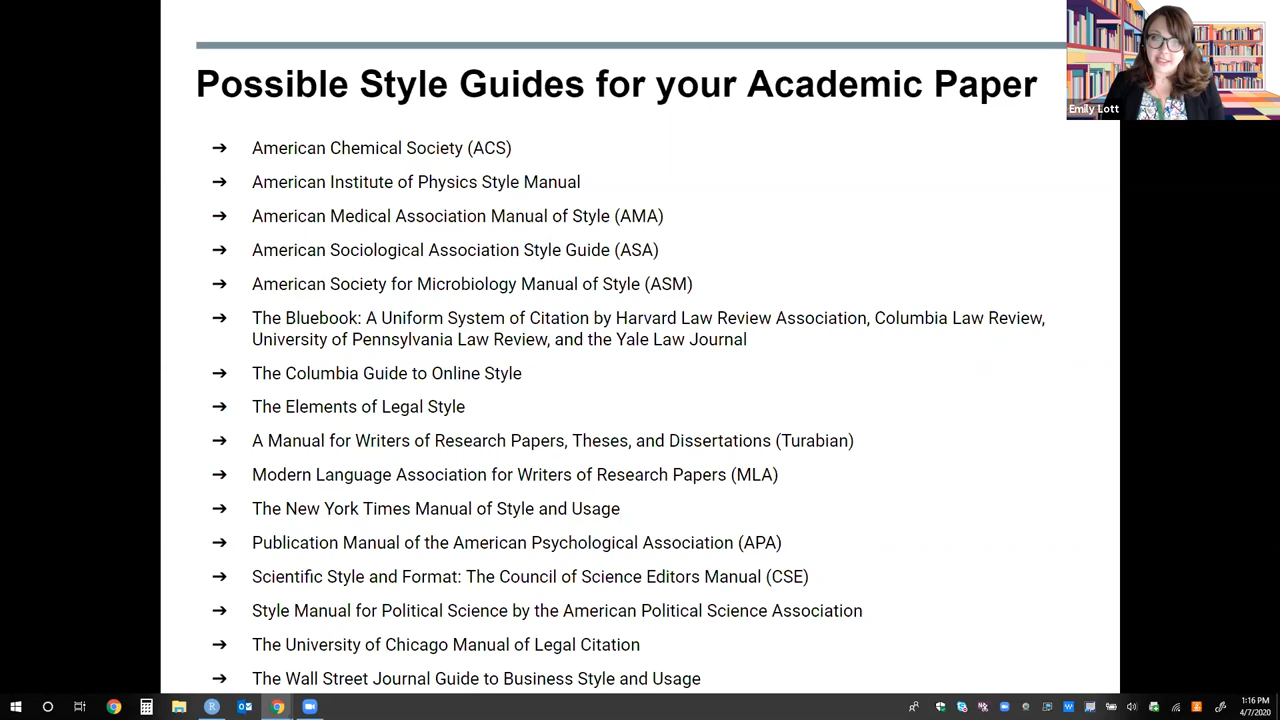 Possible Style Guides for your Academic Paper
Emily Lott
➔ American Chemical Society (ACS)
➔ American Institute of Physics Style Manual
➔ American Medical Association Manual of Style (AMA)
➔ American Sociological Association Style Guide (ASA)
➔ American Society for Microbiology Manual of Style (ASM)
➔ The Bluebook: A Uniform System of Citation by Harvard Law Review Association, Columbia Law Review,
University of Pennsylvania Law Review, and the Yale Law Journal
➔ The Columbia Guide to Online Style
➔ The Elements of Legal Style
➔ A Manual for Writers of Research Papers, Theses, and Dissertations (Turabian)
➔ Modern Language Association for Writers of Research Papers (MLA)
➔ The New York Times Manual of Style and Usage
➔ Publication Manual of the American Psychological Association (APA)
➔ Scientific Style and Format: The Council of Science Editors Manual (CSE)
➔ Style Manual for Political Science by the American Political Science Association
➔ The University of Chicago Manual of Legal Citation
➔ The Wall Street Journal Guide to Business Style and Usage
1:16 PM
4/7/2020